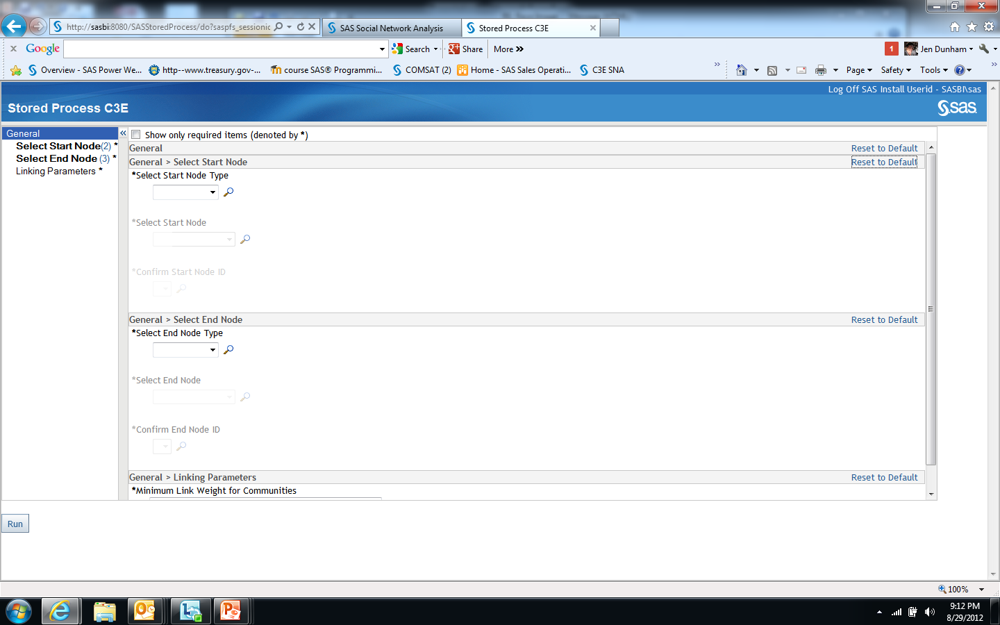 http://sasbi:8080/SASStoredProcess/do?saspfs_sessionic
SAS Social Network Analysis
Stored Process C3E
Google
Search
Share
More
1
Jen Dunham
Overview - SAS Power We...
http--www.treasury.gov-...
course SAS® Programmi...
COMSAT (2)
Home - SAS Sales Operati...
C3E SNA
Page
Safety
Tools
Log Off SAS Install Userid - SASBI\sas
Stored Process C3E
sas
General
Select Start Node(2) *
Select End Node (3) *
Linking Parameters *
Show only required items (denoted by *)
General
Reset to Default
General > Select Start Node
Reset to Default
*Select Start Node Type
*Select Start Node
*Confirm Start Node ID
General > Select End Node
Reset to Default
*Select End Node Type
*Select End Node
*Confirm End Node ID
General > Linking Parameters
Reset to Default
*Minimum Link Weight for Communities
Run
100%
9:12 PM
8/29/2012